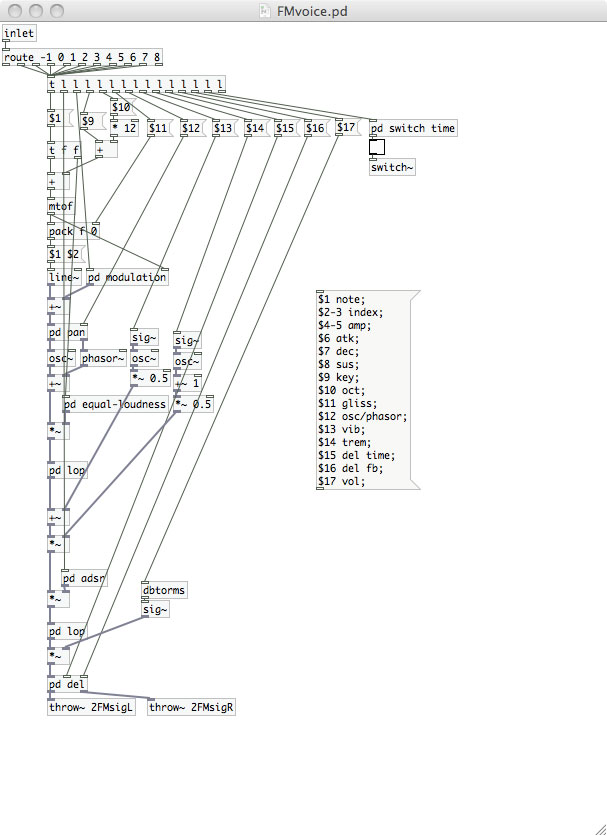 FMvoice.pd
inlet
route -1 0 1 2 3 4 5 6 7 8
t l l l l l l l l l l l l l
$1
$9
$10
* 12
$11
$12
$13
$14
$15
$16
$17
pd switch time
t f f
+
switch~
+
mtof
pack f 0
$1 $2
line~
pd modulation
+~
pd pan
sig~
sig~
osc~
phasor~
osc~
osc~
+~
*~ 0.5
+~ 1
pd equal-loudness
*~ 0.5
*~
pd lop
+~
*~
pd adsr
*~
dbtorms
sig~
pd lop
*~
pd del
throw~ 2FMsigL
throw~ 2FMsigR
$1 note;
$2-3 index;
$4-5 amp;
$6 atk;
$7 dec;
$8 sus;
$9 key;
$10 oct;
$11 gliss;
$12 osc/phasor;
$13 vib;
$14 trem;
$15 del time;
$16 del fb;
$17 vol;